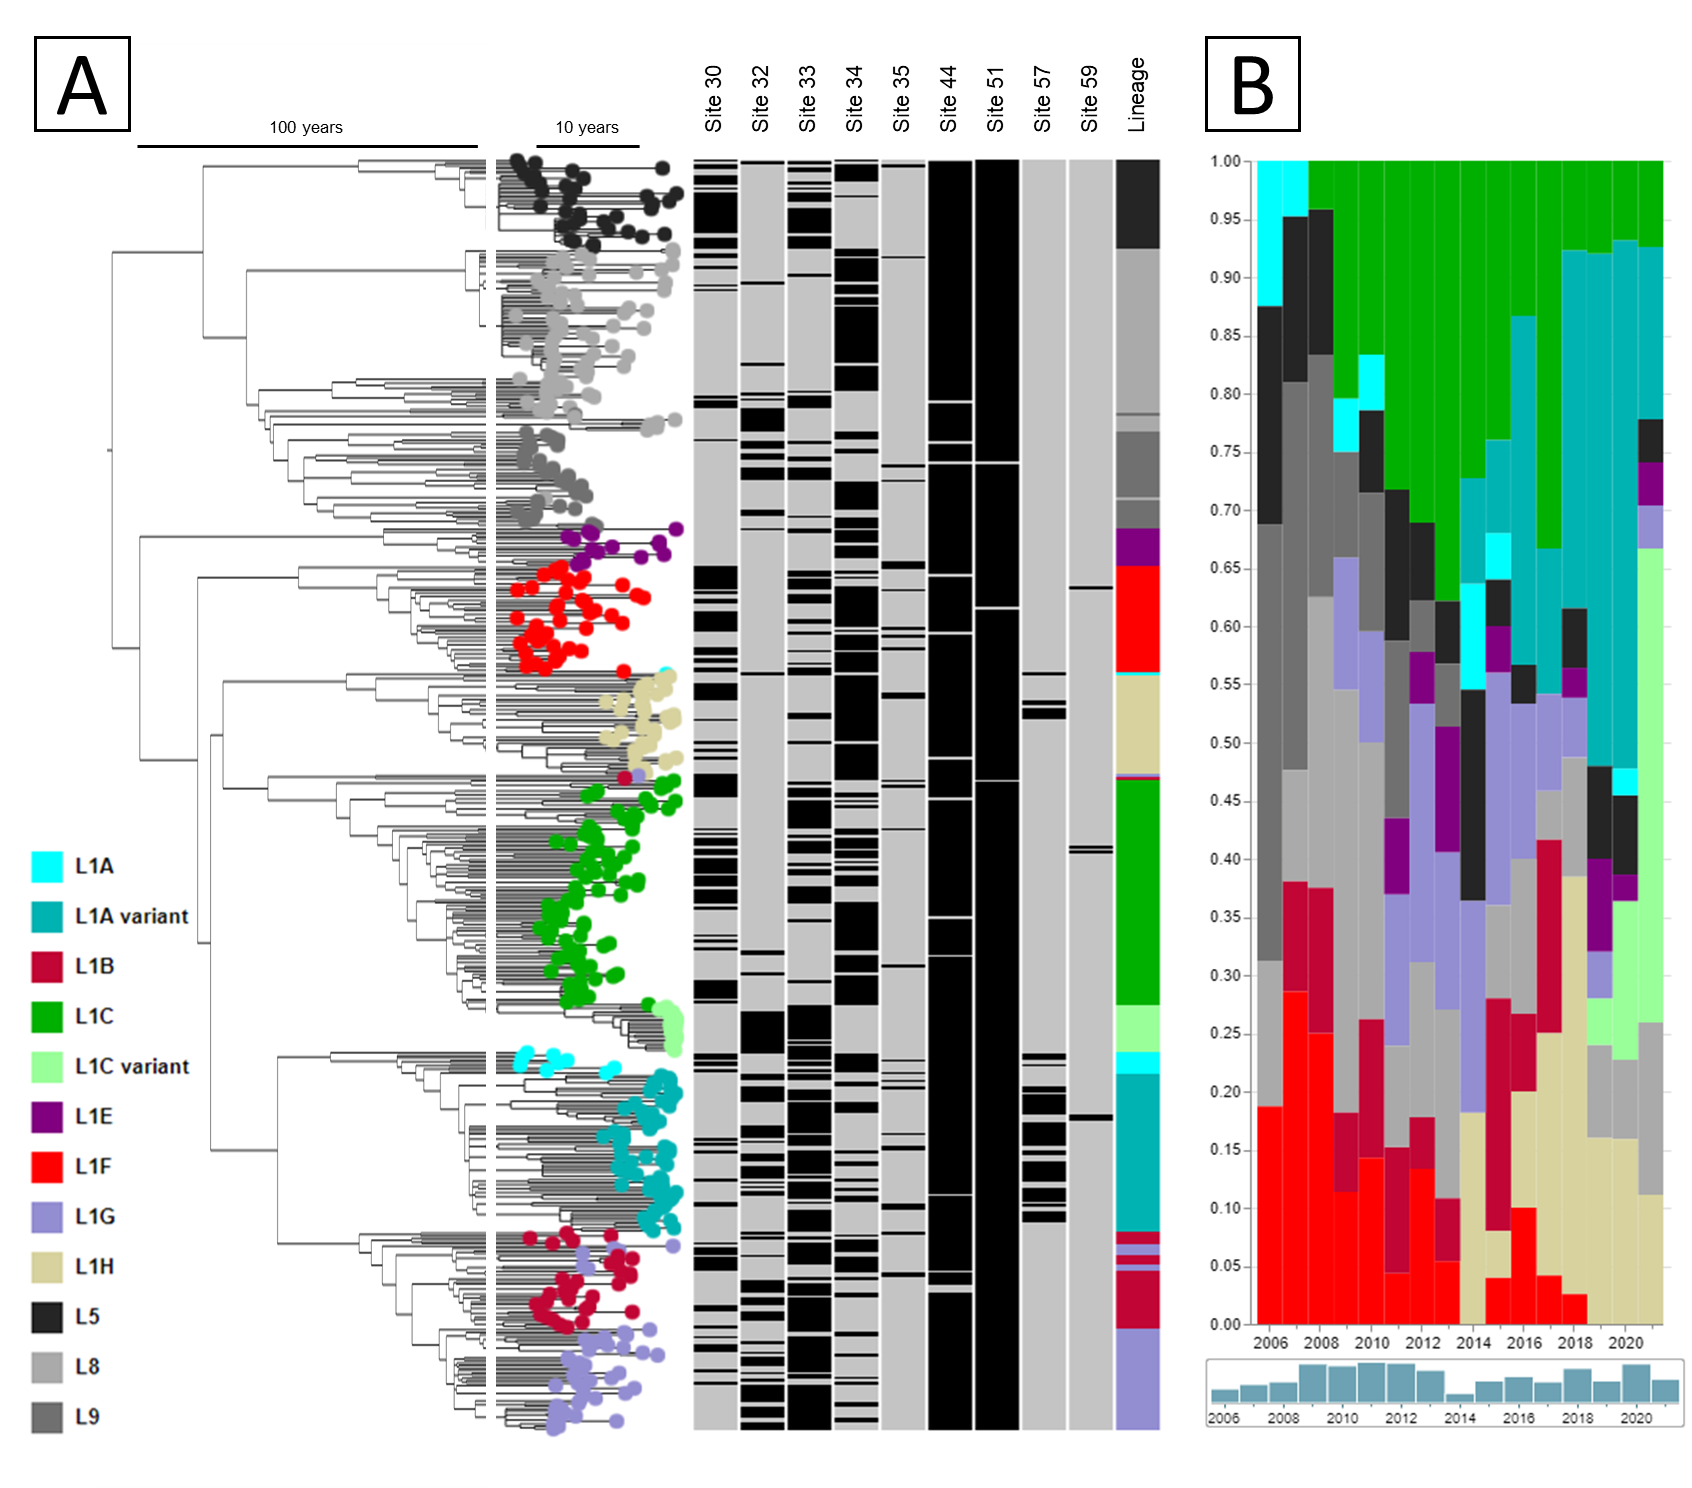 A
B
100 years
10 years
Site 30
Site 32
Site 33
Site 34
Site 35
Site 44
Site 51
Site 57
Site 59
Lineage
L1A
L1A variant
L1B
L1C
L1C variant
L1E
L1F
L1G
L1H
L5
L8
L9
1.00
0.95
0.90
0.85
0.80
0.75
0.70
0.65
0.60
0.55
0.50
0.45
0.40
0.35
0.30
0.25
0.20
0.15
0.10
0.05
0.00
2006 2008 2010 2012 2014 2016 2018 2020
2006 2008 2010 2012 2014 2016 2018 2020